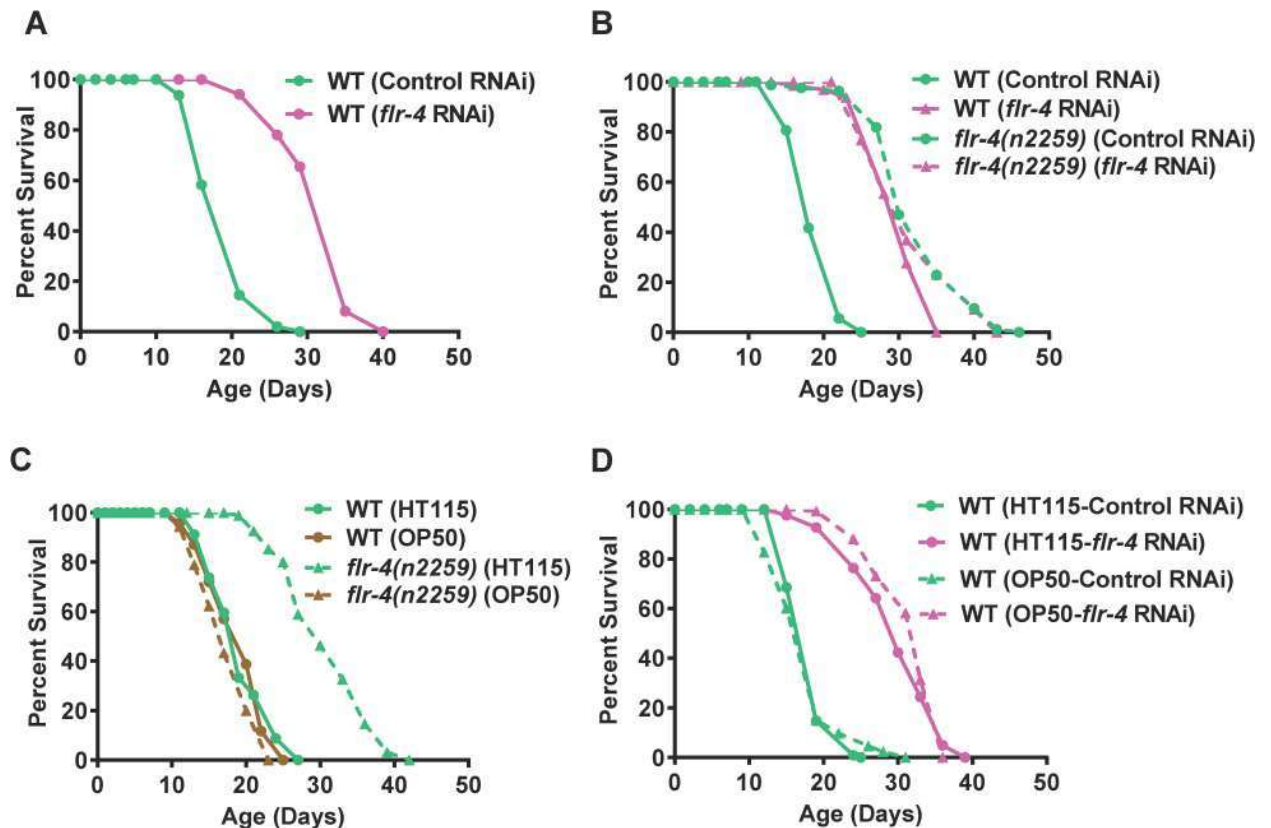 A
100
80
60
40
20
0
Percent Survival
0 10 20 30 40 50
Age (Days)
WT (Control RNAi)
WT (flr-4 RNAi)
B
100
80
60
40
20
0
Percent Survival
0 10 20 30 40 50
Age (Days)
WT (Control RNAi)
WT (flr-4 RNAi)
flr-4(n2259) (Control RNAi)
flr-4(n2259) (flr-4 RNAi)
C
100
80
60
40
20
0
Percent Survival
0 10 20 30 40 50
Age (Days)
WT (HT115)
WT (OP50)
flr-4(n2259) (HT115)
flr-4(n2259) (OP50)
D
100
80
60
40
20
0
Percent Survival
0 10 20 30 40 50
Age (Days)
WT (HT115-Control RNAi)
WT (HT115-flr-4 RNAi)
WT (OP50-Control RNAi)
WT (OP50-flr-4 RNAi)